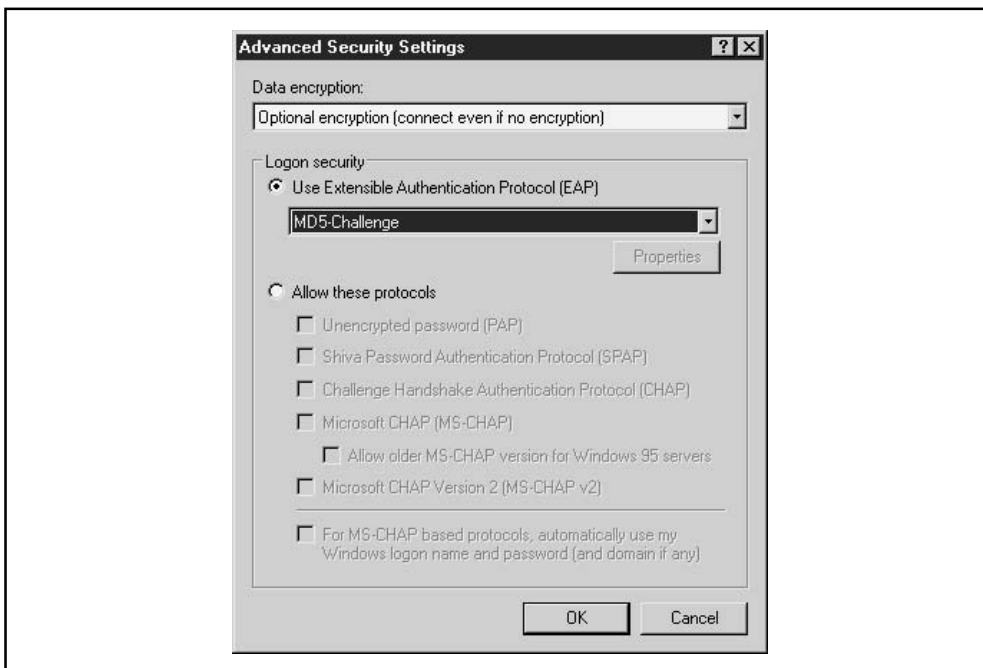 Advanced Security Settings
Data encryption:
Optional encryption (connect even if no encryption)
Logon security
Use Extensible Authentication Protocol (EAP)
MD5-Challenge
Properties
Allow these protocols
Unencrypted password (PAP)
Shiva Password Authentication Protocol (SPAP)
Challenge Handshake Authentication Protocol (CHAP)
Microsoft CHAP (MS-CHAP)
Allow older MS-CHAP version for Windows 95 servers
Microsoft CHAP Version 2 (MS-CHAP v2)
For MS-CHAP based protocols, automatically use my
Windows logon name and password (and domain if any)
OK Cancel